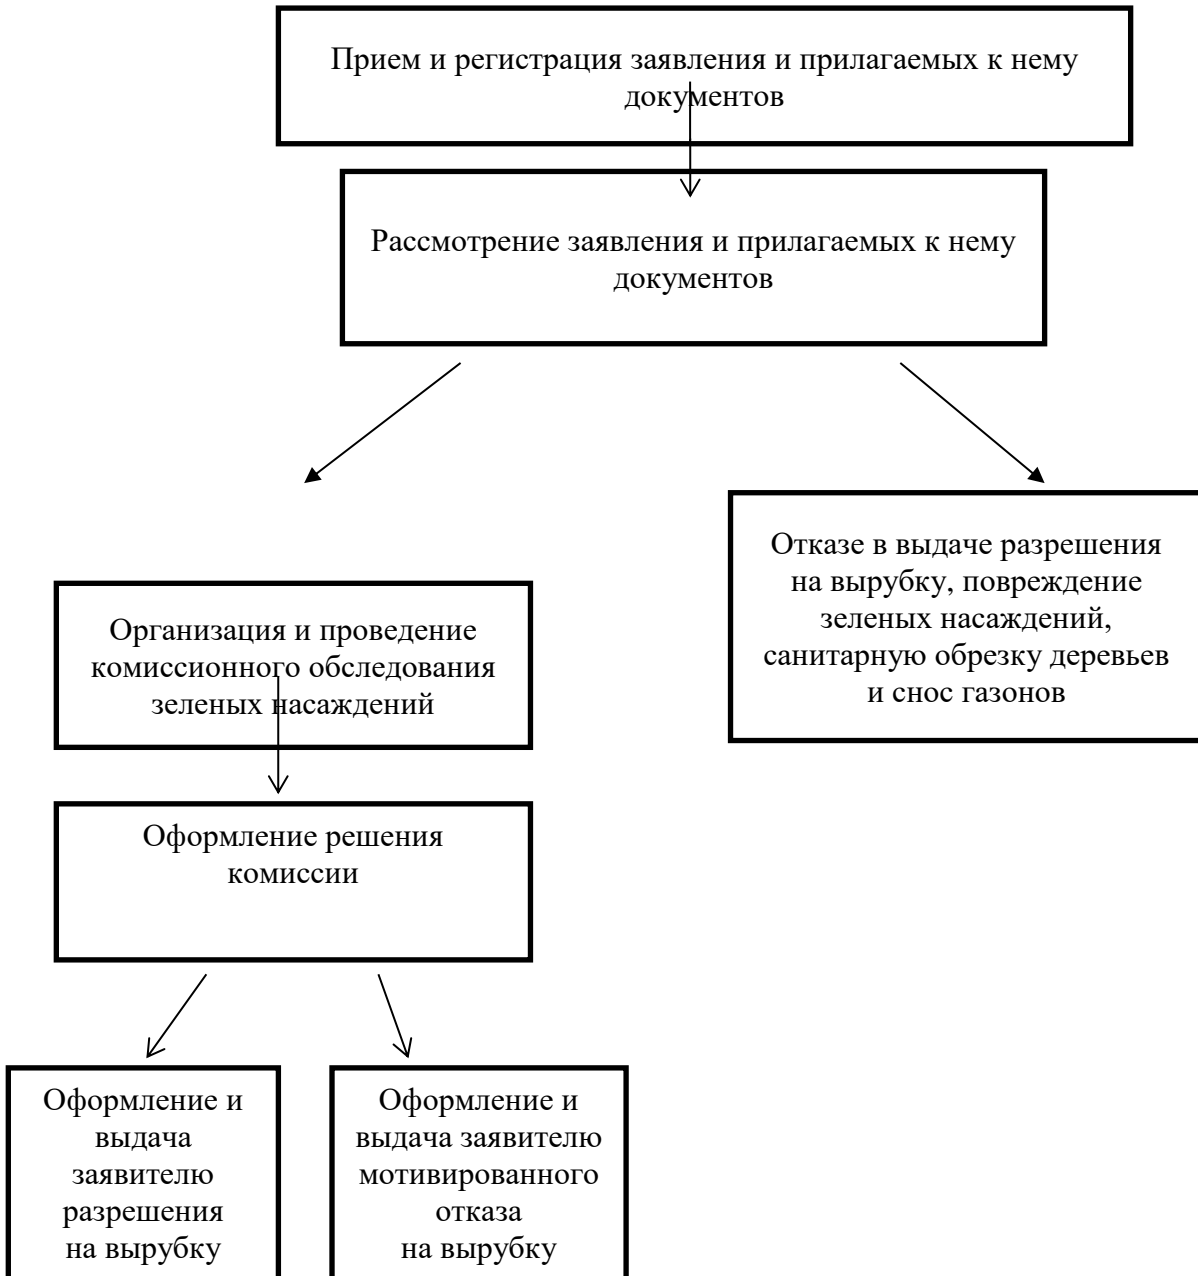 Прием и регистрация заявления и прилагаемых к нему
документов
Рассмотрение заявления и прилагаемых к нему
документов
Отказе в выдаче разрешения
на вырубку, повреждение
зеленых насаждений,
санитарную обрезку деревьев
и снос газонов
Организация и проведение
комиссионного обследования
зеленых насаждений
Оформление решения
комиссии
Оформление и
выдача
заявителю
разрешения
на вырубку
Оформление и
выдача заявителю
мотивированного
отказа
на вырубку